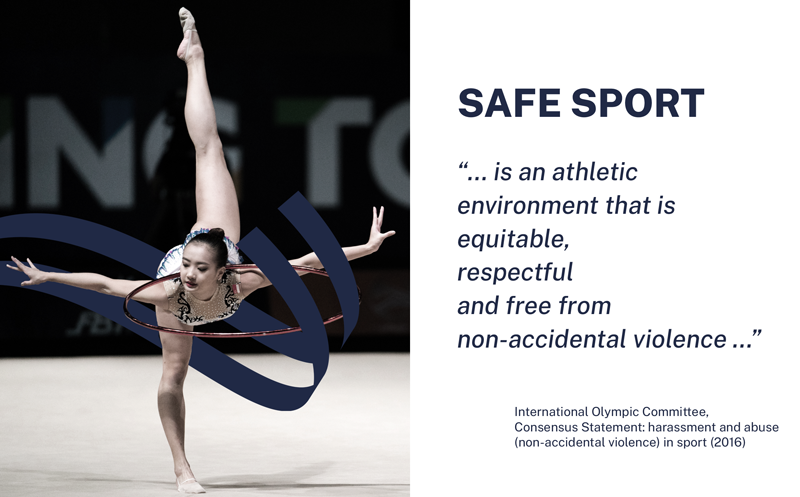 SAFE SPORT
“... is an athletic
environment that is
equitable,
respectful
and free from
non-accidental violence ...”
International Olympic Committee,
Consensus Statement: harassment and abuse
(non-accidental violence) in sport (2016)